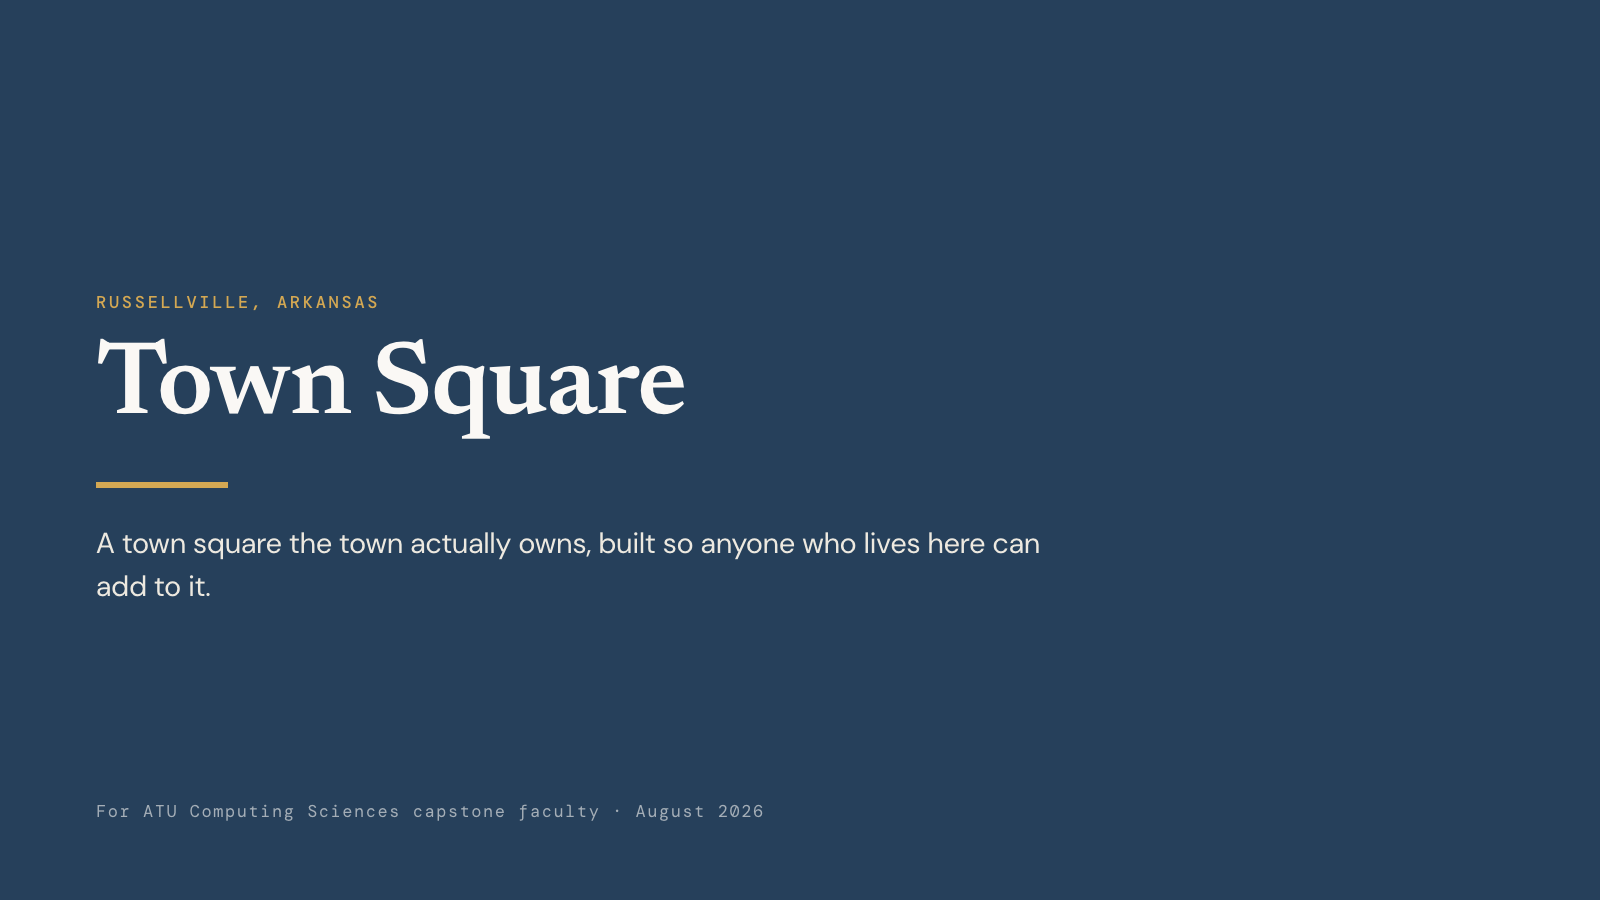 RUSSELLVILLE, ARKANSAS
Town Square
A town square the town actually owns, built so anyone who lives here can
add to it.
For ATU Computing Sciences capstone faculty · August 2026